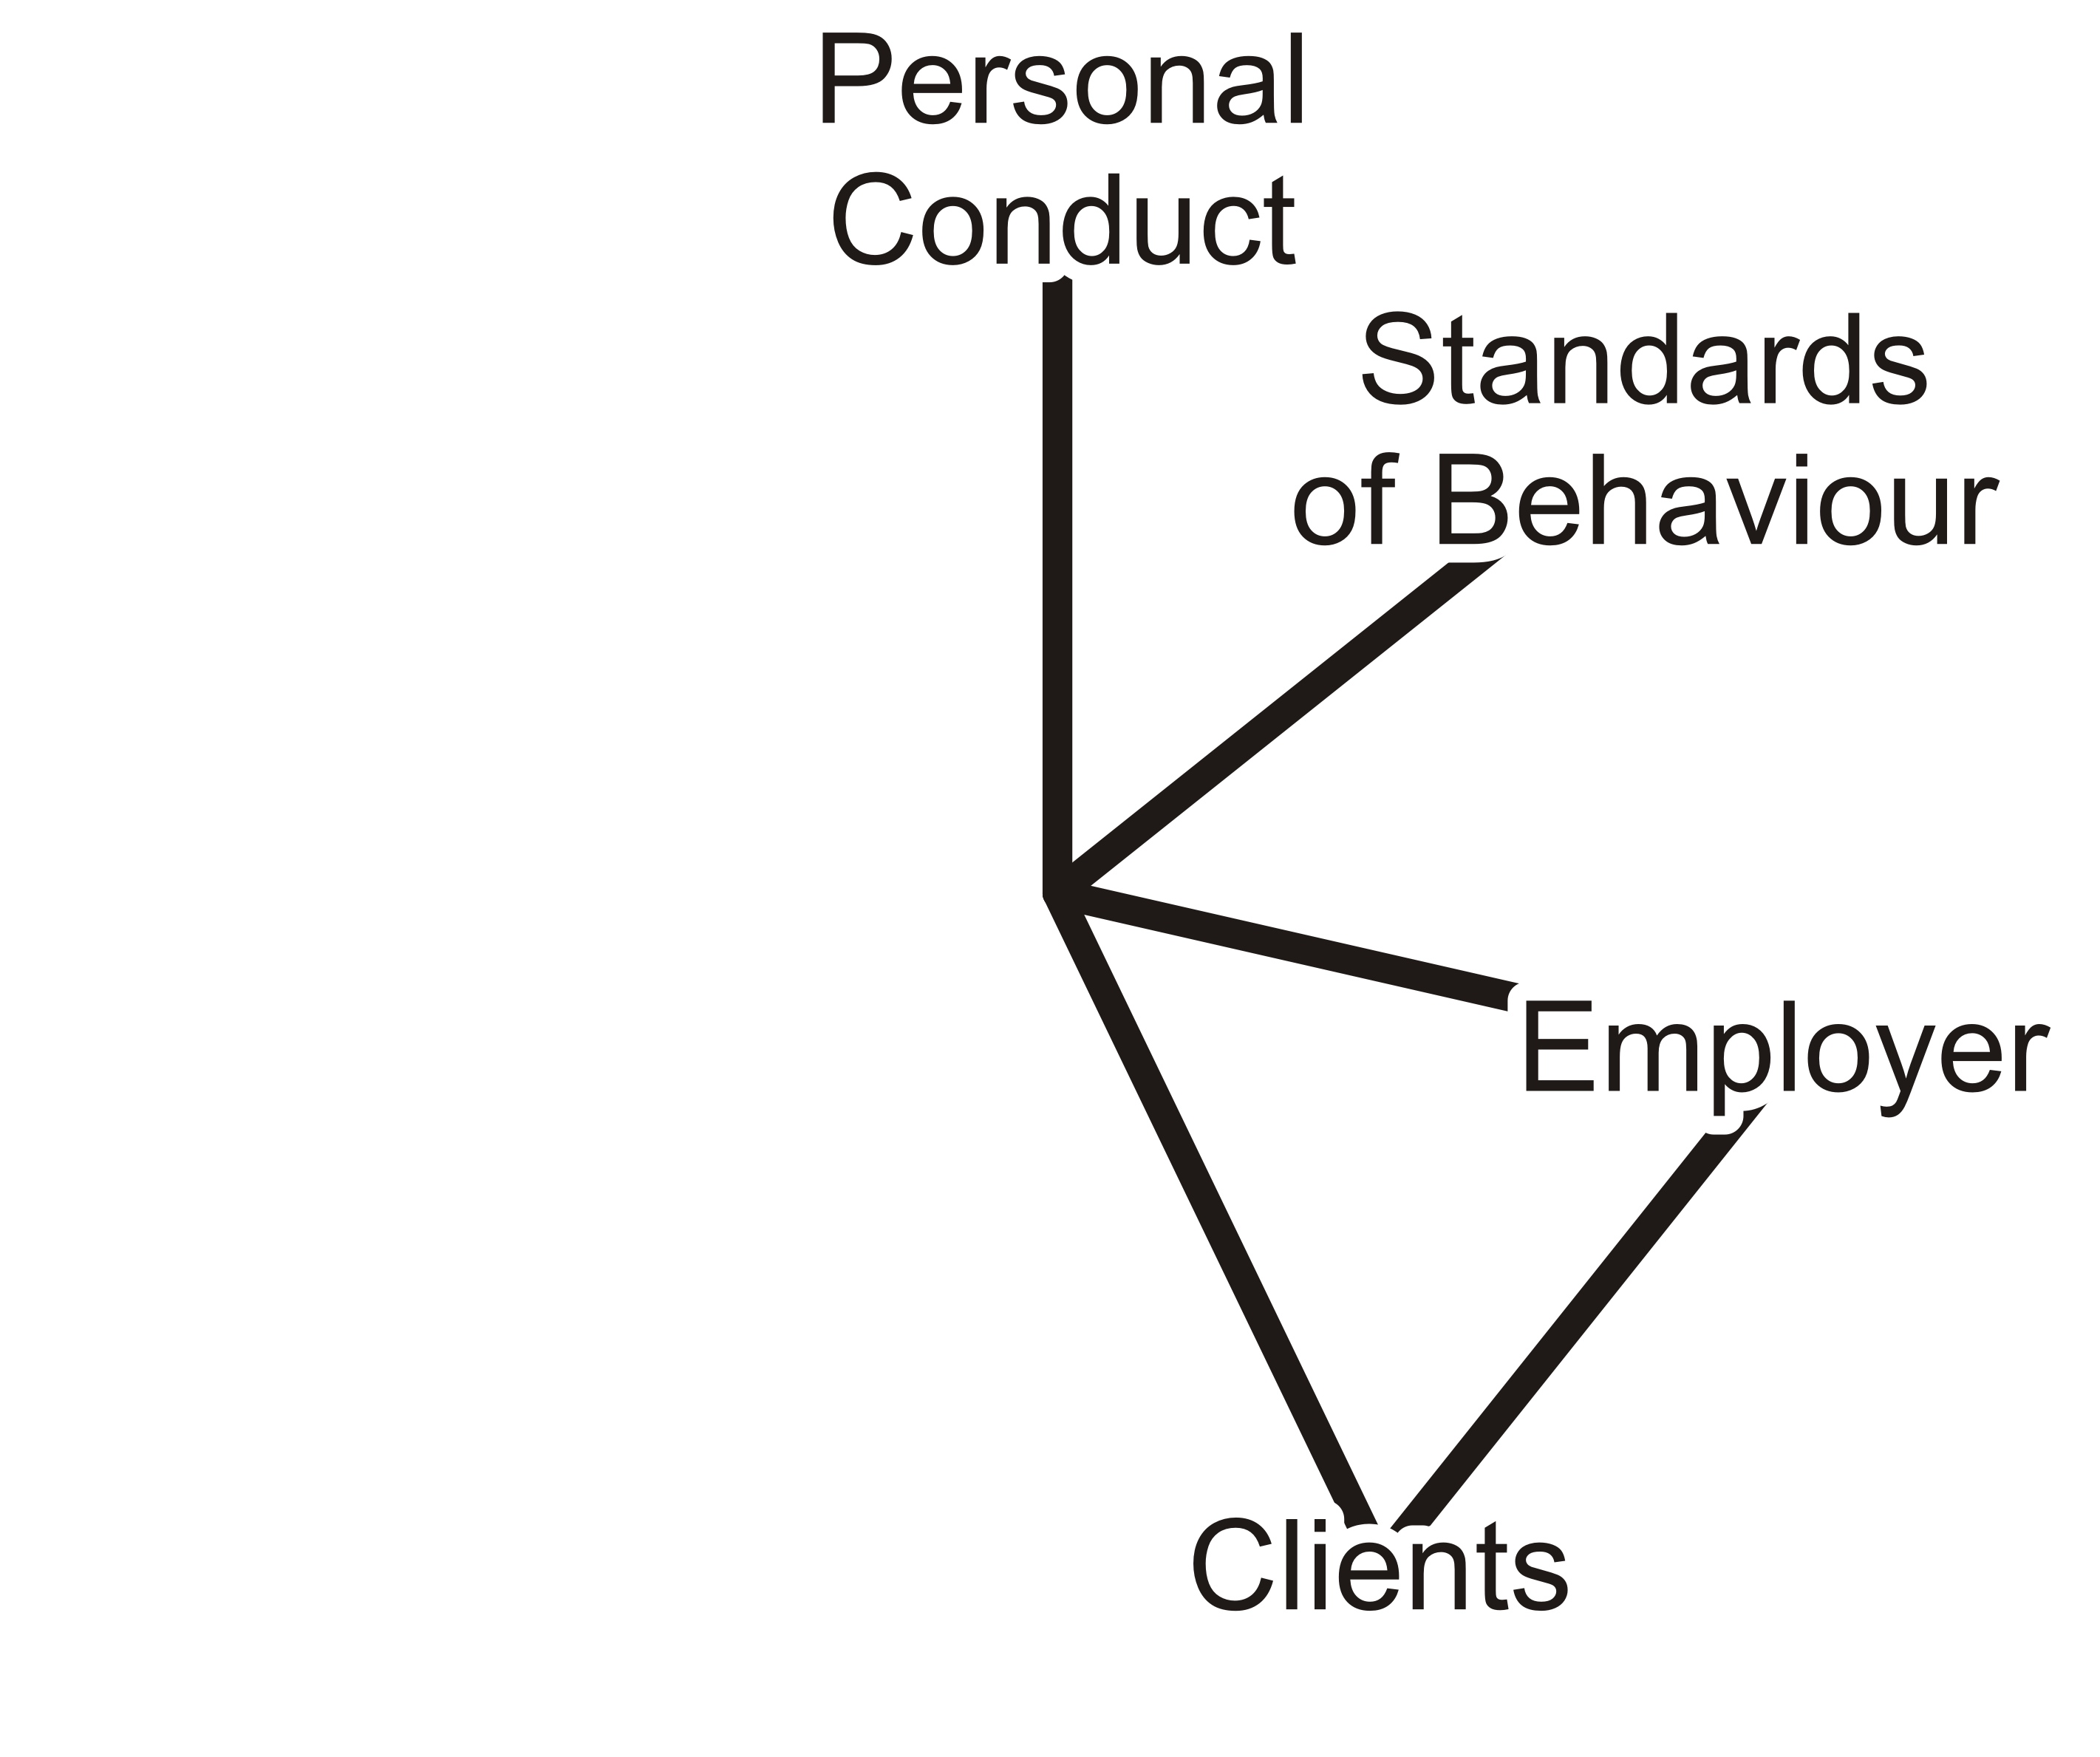 Personal
Conduct
Standards
of Behaviour
Employer
Clients